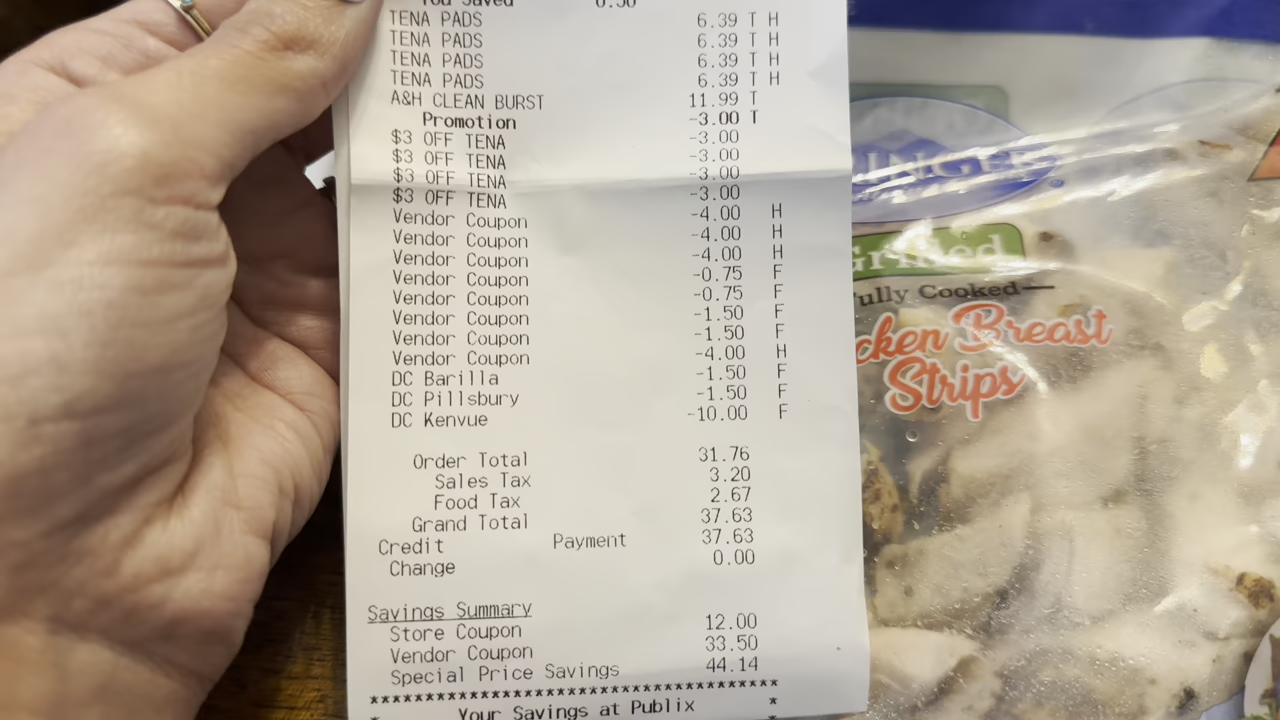 You Saved 0.50
TENA PADS 6.39 T H
TENA PADS 6.39 T H
TENA PADS 6.39 T H
TENA PADS 6.39 T H
A&H CLEAN BURST 11.99 T
Promotion -3.00 T
$3 OFF TENA -3.00
$3 OFF TENA -3.00
$3 OFF TENA -3.00
$3 OFF TENA -3.00
Vendor Coupon -4.00 H
Vendor Coupon -4.00 H
Vendor Coupon -4.00 H
Vendor Coupon -0.75 F
Vendor Coupon -0.75 F
Vendor Coupon -1.50 F
Vendor Coupon -1.50 F
Vendor Coupon -4.00 H
DC Barilla -1.50 F
DC Pillsbury -1.50 F
DC Kenvue -10.00 F
Order Total 31.76
Sales Tax 3.20
Food Tax 2.67
Grand Total 37.63
Credit Payment 37.63
Change 0.00
Savings Summary
Store Coupon 12.00
Vendor Coupon 33.50
Special Price Savings 44.14
****************************************
* Your Savings at Publix *
Grilled
Fully Cooked
cken Breast
Strips